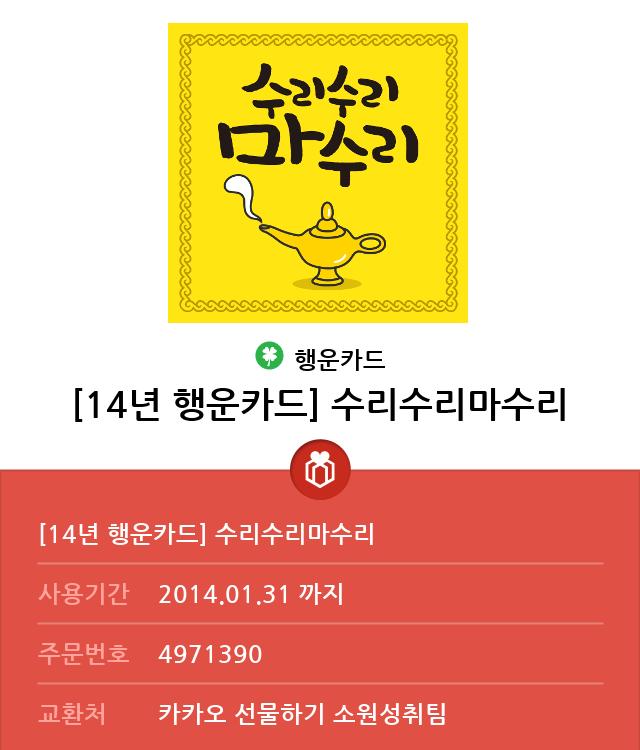 수리수리
마수리
행운카드
[14년 행운카드] 수리수리마수리
[14년 행운카드] 수리수리마수리
사용기간 2014.01.31 까지
주문번호 4971390
교환처 카카오 선물하기 소원성취팀